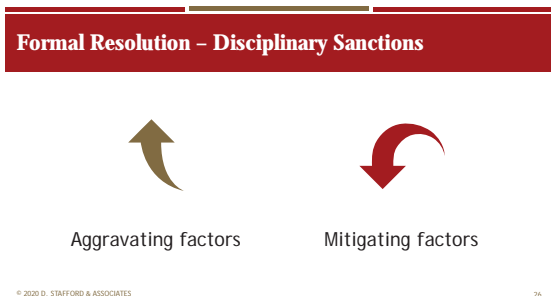 Formal Resolution – Disciplinary Sanctions
Aggravating factors
Mitigating factors
© 2020 D. STAFFORD & ASSOCIATES
26